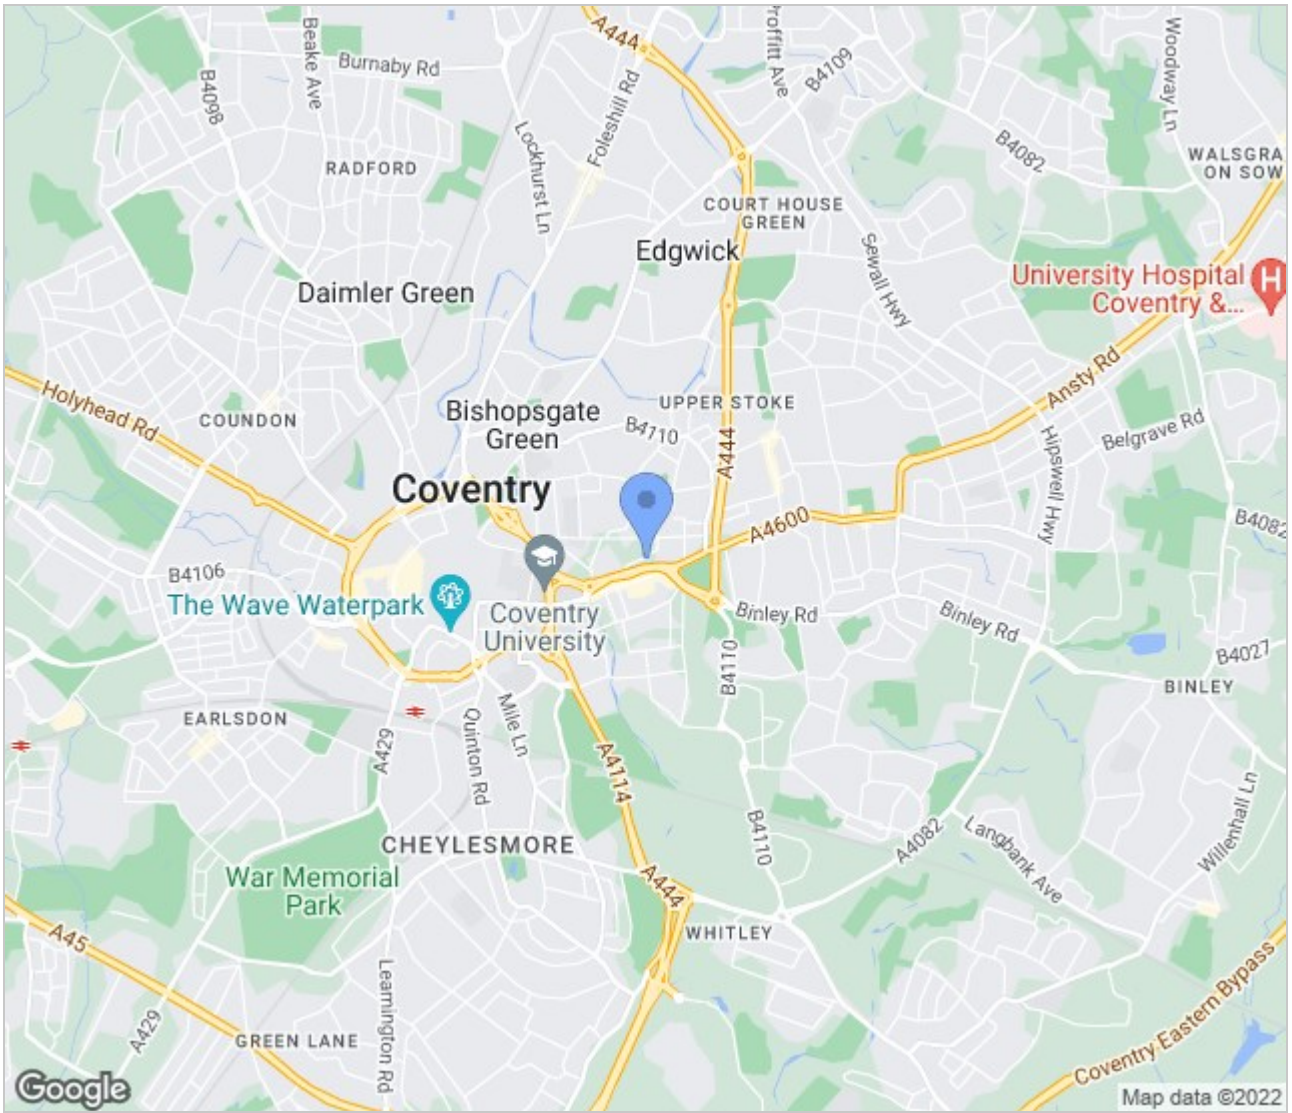 A444
Proffitt Ave
Woodway Ln
Beake Ave
Burnaby Rd
B4109
B4098
Foleshill Rd
Lockhurst Ln
B4082
WALSGRA
ON SOW
RADFORD
COURT HOUSE
GREEN
Edgwick
Sewall Hwy
University Hospital
Coventry &...
H
Daimler Green
Ansty Rd
Holyhead Rd
COUNDON
Bishopsgate
Green
UPPER STOKE
B4110
A444
Belgrave Rd
Hipswell Hwy
Coventry
A4600
B4082
B4106
The Wave Waterpark
Coventry
University
Binley Rd
Binley Rd
B4110
B4027
BINLEY
EARLSDON
A429
Quinton Rd
Mile Ln
A4114
B4110
A4082
Langbank Ave
Willenhall Ln
CHEYLESMORE
War Memorial
Park
A444
WHITLEY
A45
A429
Leamington Rd
GREEN LANE
Coventry Eastern Bypass
Google
Map data ©2022